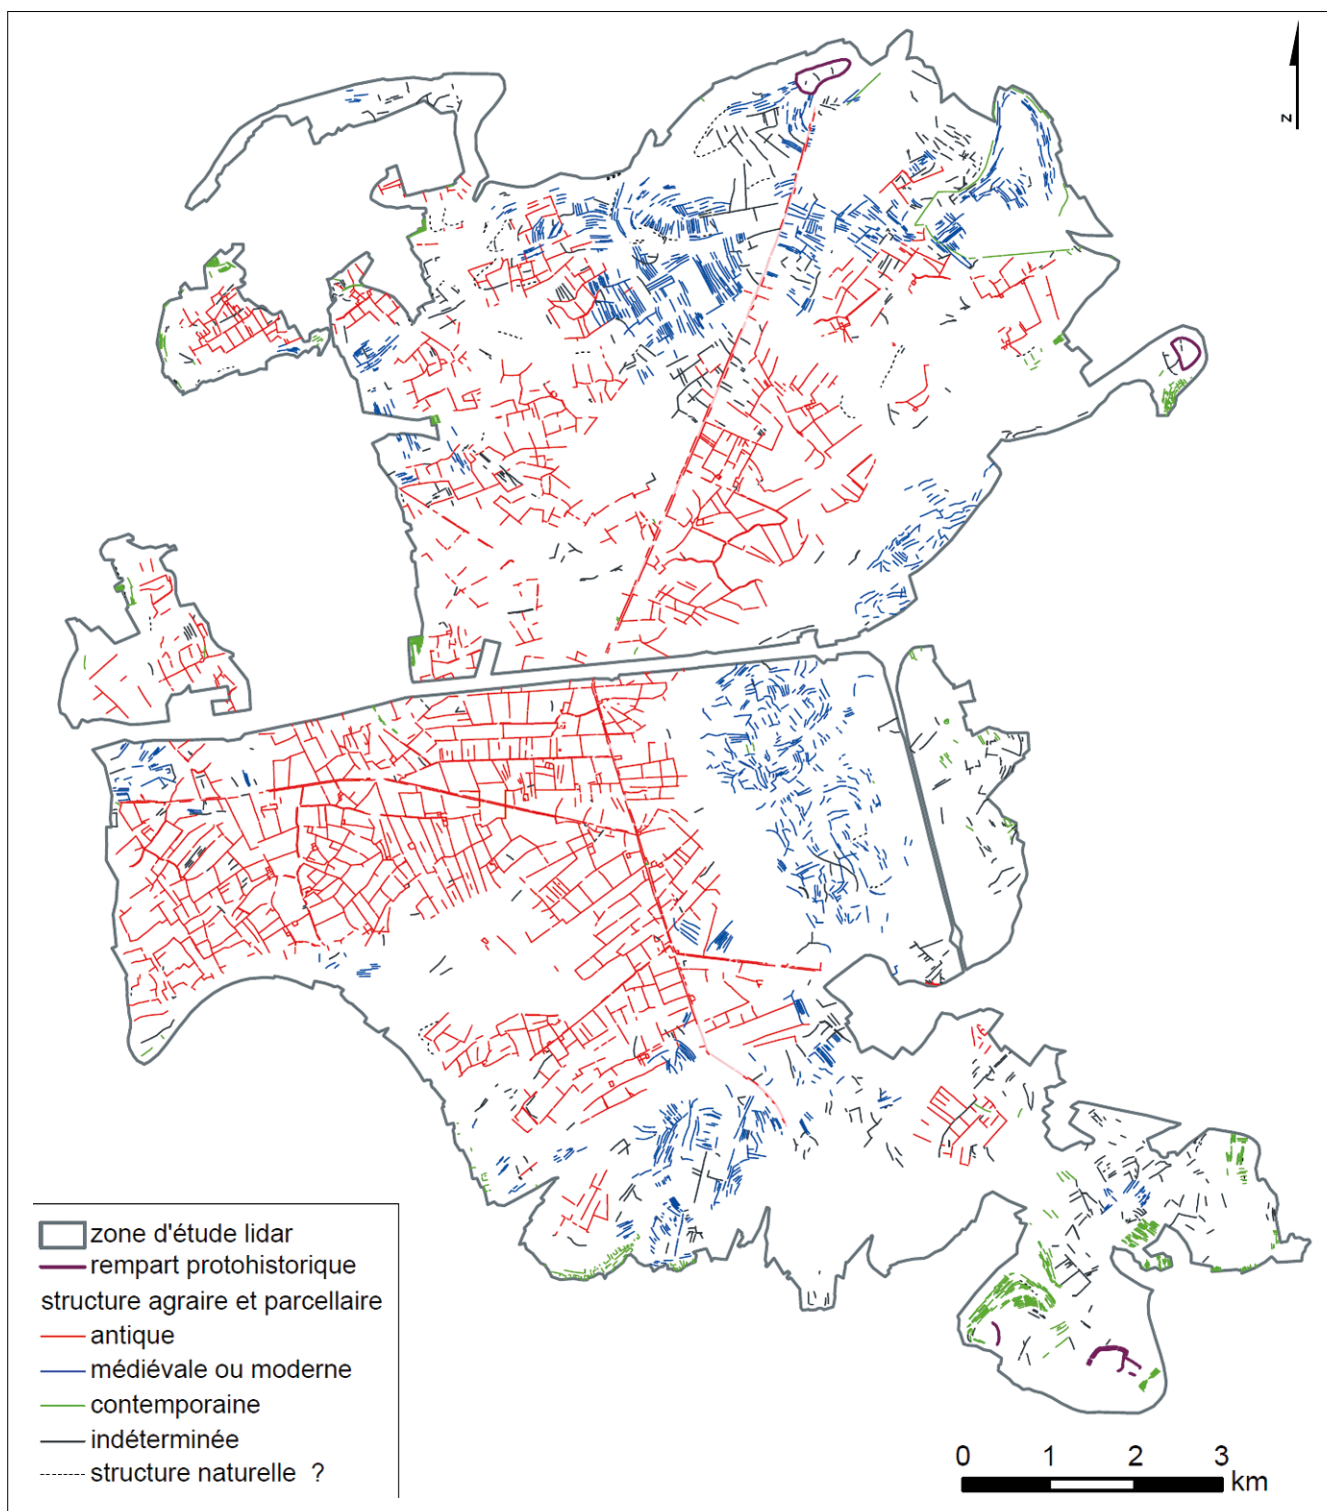 z
zone d'étude lidar
rempart protohistorique
structure agraire et parcellaire
antique
médiévale ou moderne
contemporaine
indéterminée
structure naturelle ?
0 1 2 3
km